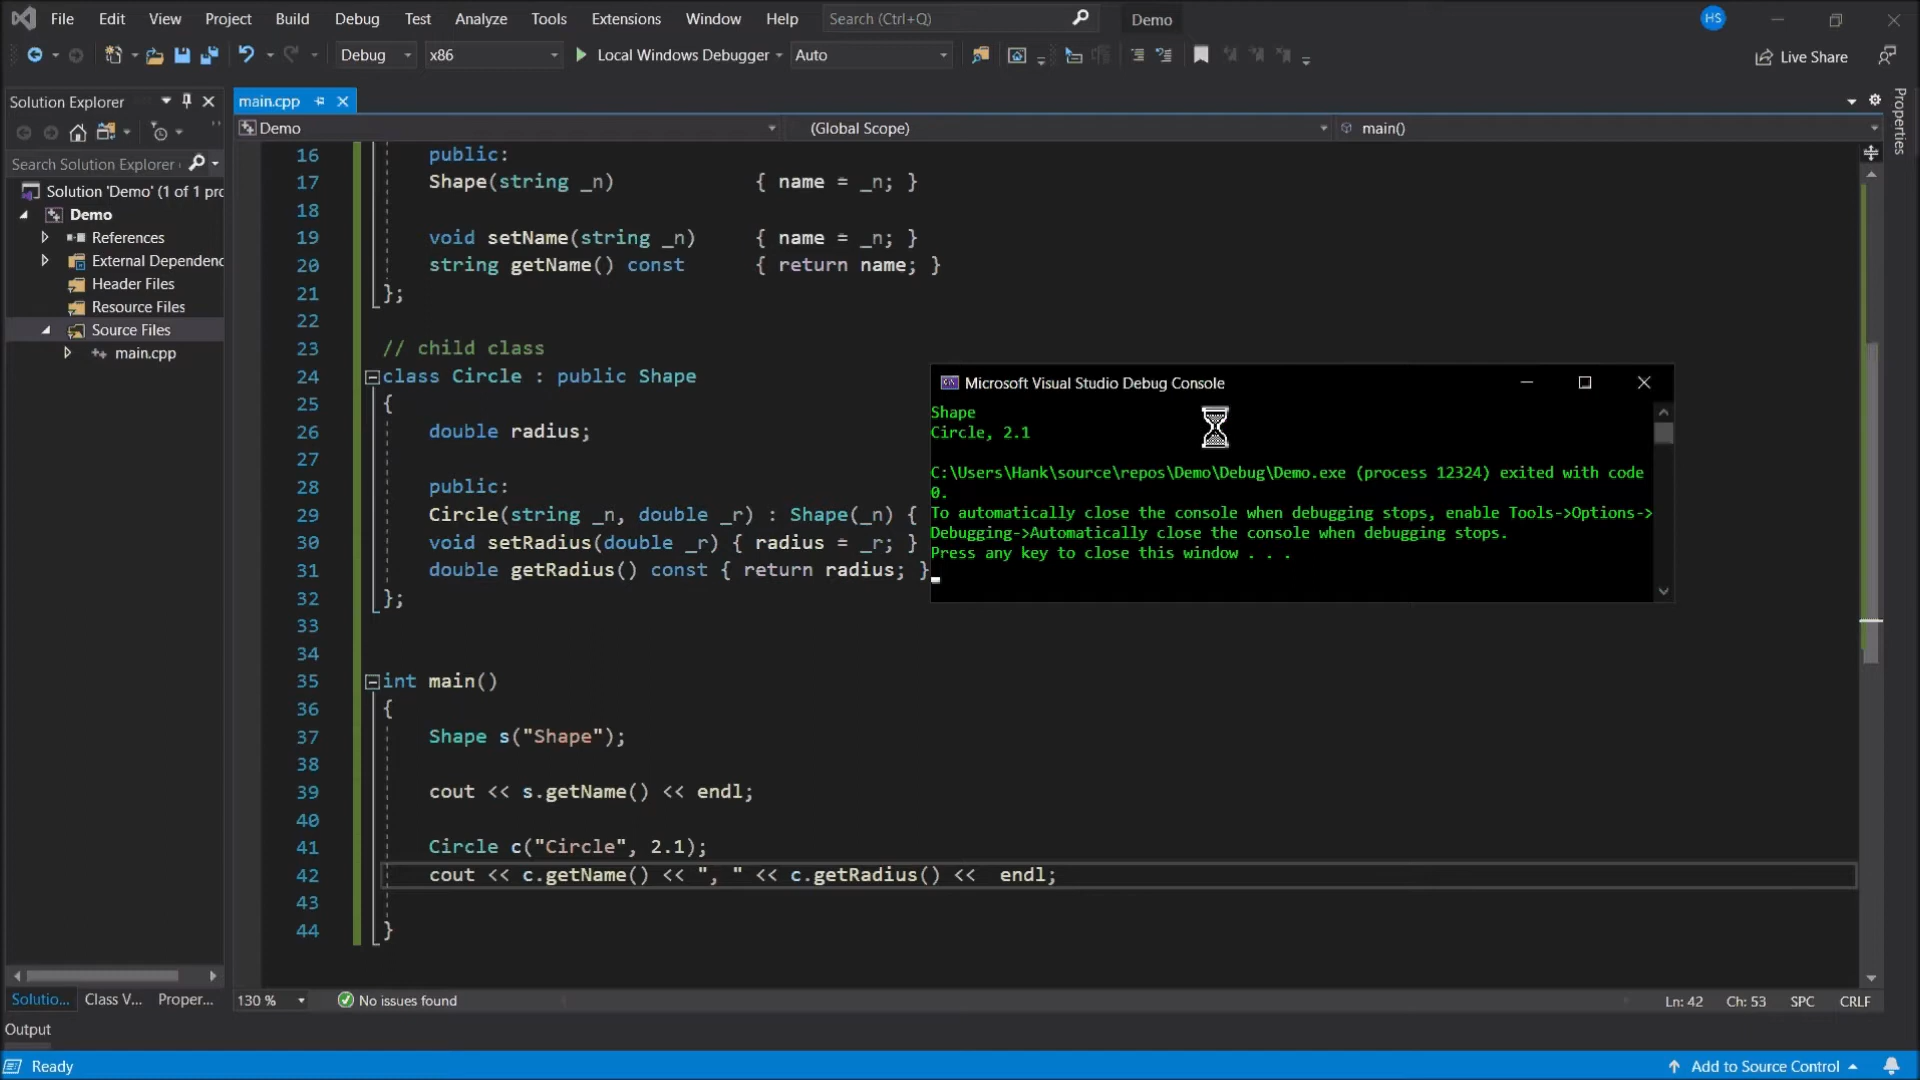 File Edit View Project Build Debug Test Analyze Tools Extensions Window Help Search (Ctrl+Q) Demo HS
Debug x86 Local Windows Debugger Auto Live Share
Solution Explorer
main.cpp
Properties
Demo (Global Scope) main()
Search Solution Explorer
Solution 'Demo' (1 of 1 pro
Demo
References
External Dependenc
Header Files
Resource Files
Source Files
main.cpp
16 public:
17 Shape(string _n) { name = _n; }
18
19 void setName(string _n) { name = _n; }
20 string getName() const { return name; }
21 };
22
23 // child class
24 class Circle : public Shape
25 {
26 double radius;
27
28 public:
29 Circle(string _n, double _r) : Shape(_n) {
30 void setRadius(double _r) { radius = _r; }
31 double getRadius() const { return radius; }
32 };
33
34
35 int main()
36 {
37 Shape s("Shape");
38
39 cout << s.getName() << endl;
40
41 Circle c("Circle", 2.1);
42 cout << c.getName() << ", " << c.getRadius() <<  endl;
43
44 }
Microsoft Visual Studio Debug Console
Shape
Circle, 2.1
C:\Users\Hank\source\repos\Demo\Debug\Demo.exe (process 12324) exited with code
0.
To automatically close the console when debugging stops, enable Tools->Options->
Debugging->Automatically close the console when debugging stops.
Press any key to close this window . . .
Solutio... Class V... Proper... 130 % No issues found Ln: 42 Ch: 53 SPC CRLF
Output
Ready Add to Source Control